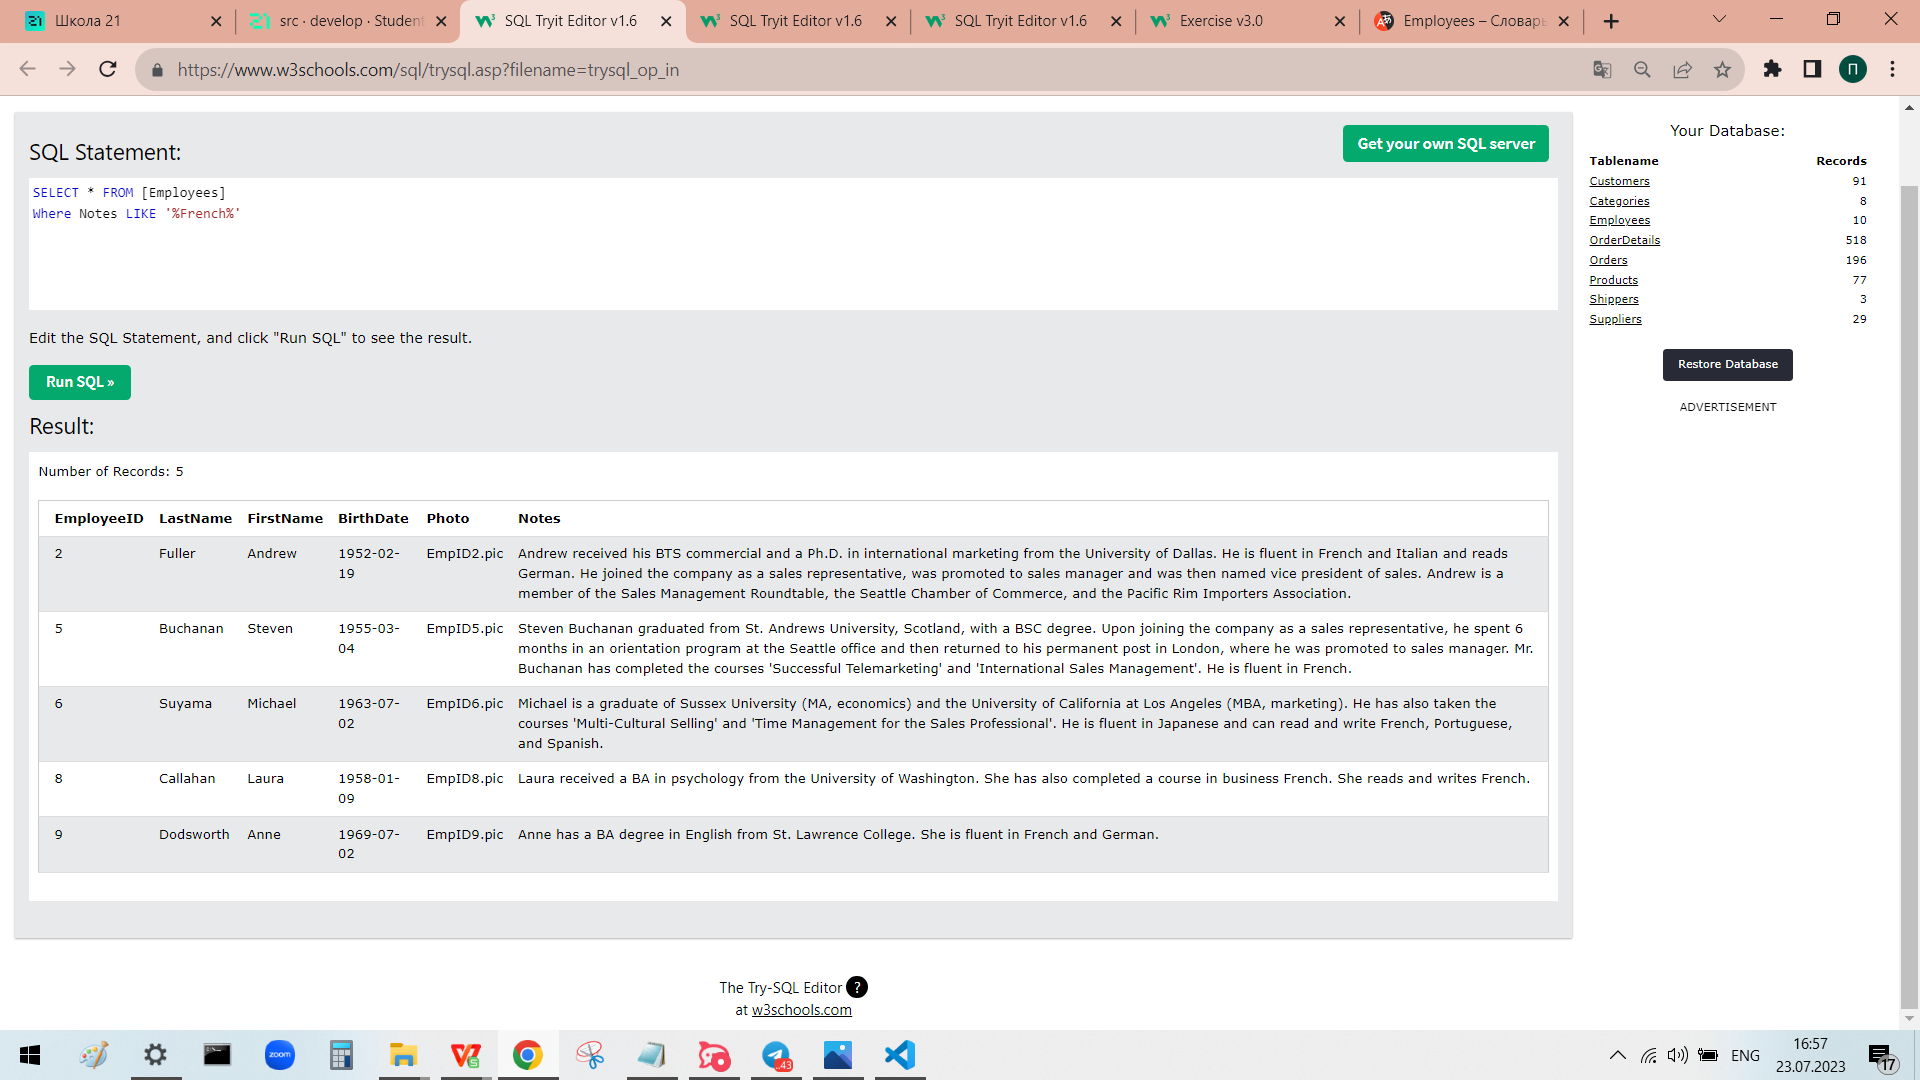 Школа 21
src · develop · Student
SQL Tryit Editor v1.6
SQL Tryit Editor v1.6
SQL Tryit Editor v1.6
Exercise v3.0
Employees – Словарь
https://www.w3schools.com/sql/trysql.asp?filename=trysql_op_in
П
SQL Statement:
Get your own SQL server
SELECT * FROM [Employees]
Where Notes LIKE '%French%'
Edit the SQL Statement, and click "Run SQL" to see the result.
Run SQL »
Result:
Number of Records: 5
EmployeeID LastName FirstName BirthDate Photo Notes
2 Fuller Andrew 1952-02-19 EmpID2.pic Andrew received his BTS commercial and a Ph.D. in international marketing from the University of Dallas. He is fluent in French and Italian and reads
German. He joined the company as a sales representative, was promoted to sales manager and was then named vice president of sales. Andrew is a
member of the Sales Management Roundtable, the Seattle Chamber of Commerce, and the Pacific Rim Importers Association.
5 Buchanan Steven 1955-03-04 EmpID5.pic Steven Buchanan graduated from St. Andrews University, Scotland, with a BSC degree. Upon joining the company as a sales representative, he spent 6
months in an orientation program at the Seattle office and then returned to his permanent post in London, where he was promoted to sales manager. Mr.
Buchanan has completed the courses 'Successful Telemarketing' and 'International Sales Management'. He is fluent in French.
6 Suyama Michael 1963-07-02 EmpID6.pic Michael is a graduate of Sussex University (MA, economics) and the University of California at Los Angeles (MBA, marketing). He has also taken the
courses 'Multi-Cultural Selling' and 'Time Management for the Sales Professional'. He is fluent in Japanese and can read and write French, Portuguese,
and Spanish.
8 Callahan Laura 1958-01-09 EmpID8.pic Laura received a BA in psychology from the University of Washington. She has also completed a course in business French. She reads and writes French.
9 Dodsworth Anne 1969-07-02 EmpID9.pic Anne has a BA degree in English from St. Lawrence College. She is fluent in French and German.
The Try-SQL Editor ?
at w3schools.com
Your Database:
Tablename Records
Customers 91
Categories 8
Employees 10
OrderDetails 518
Orders 196
Products 77
Shippers 3
Suppliers 29
Restore Database
ADVERTISEMENT
zoom
43
ENG
16:57
23.07.2023
17